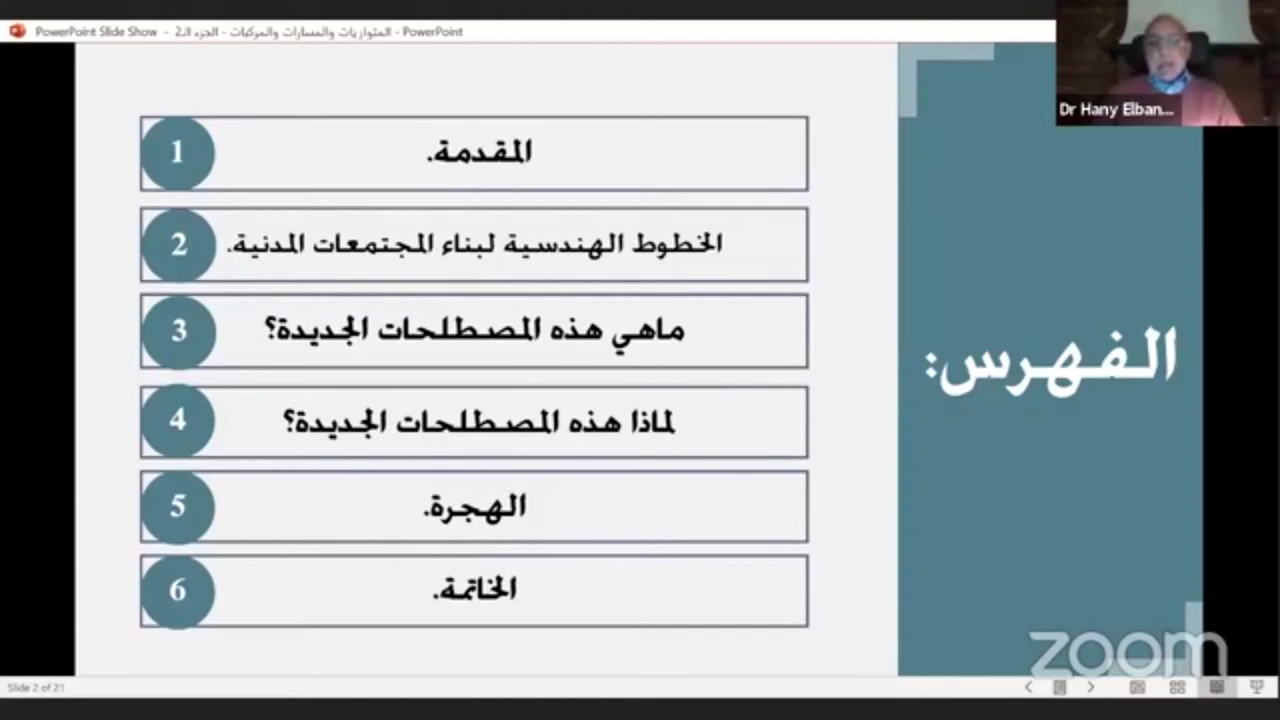 PowerPoint Slide Show - المتوازيات والمسارات والمركبات - الجزء الـ2 - PowerPoint
Dr Hany Elban...
الفهرس:
1 المقدمة.
2 الخطوط الهندسية لبناء المجتمعات المدنية.
3 ماهي هذه المصطلحات الجديدة؟
4 لماذا هذه المصطلحات الجديدة؟
5 الهجرة.
6 الخاتمة.
zoom
Slide 2 of 21